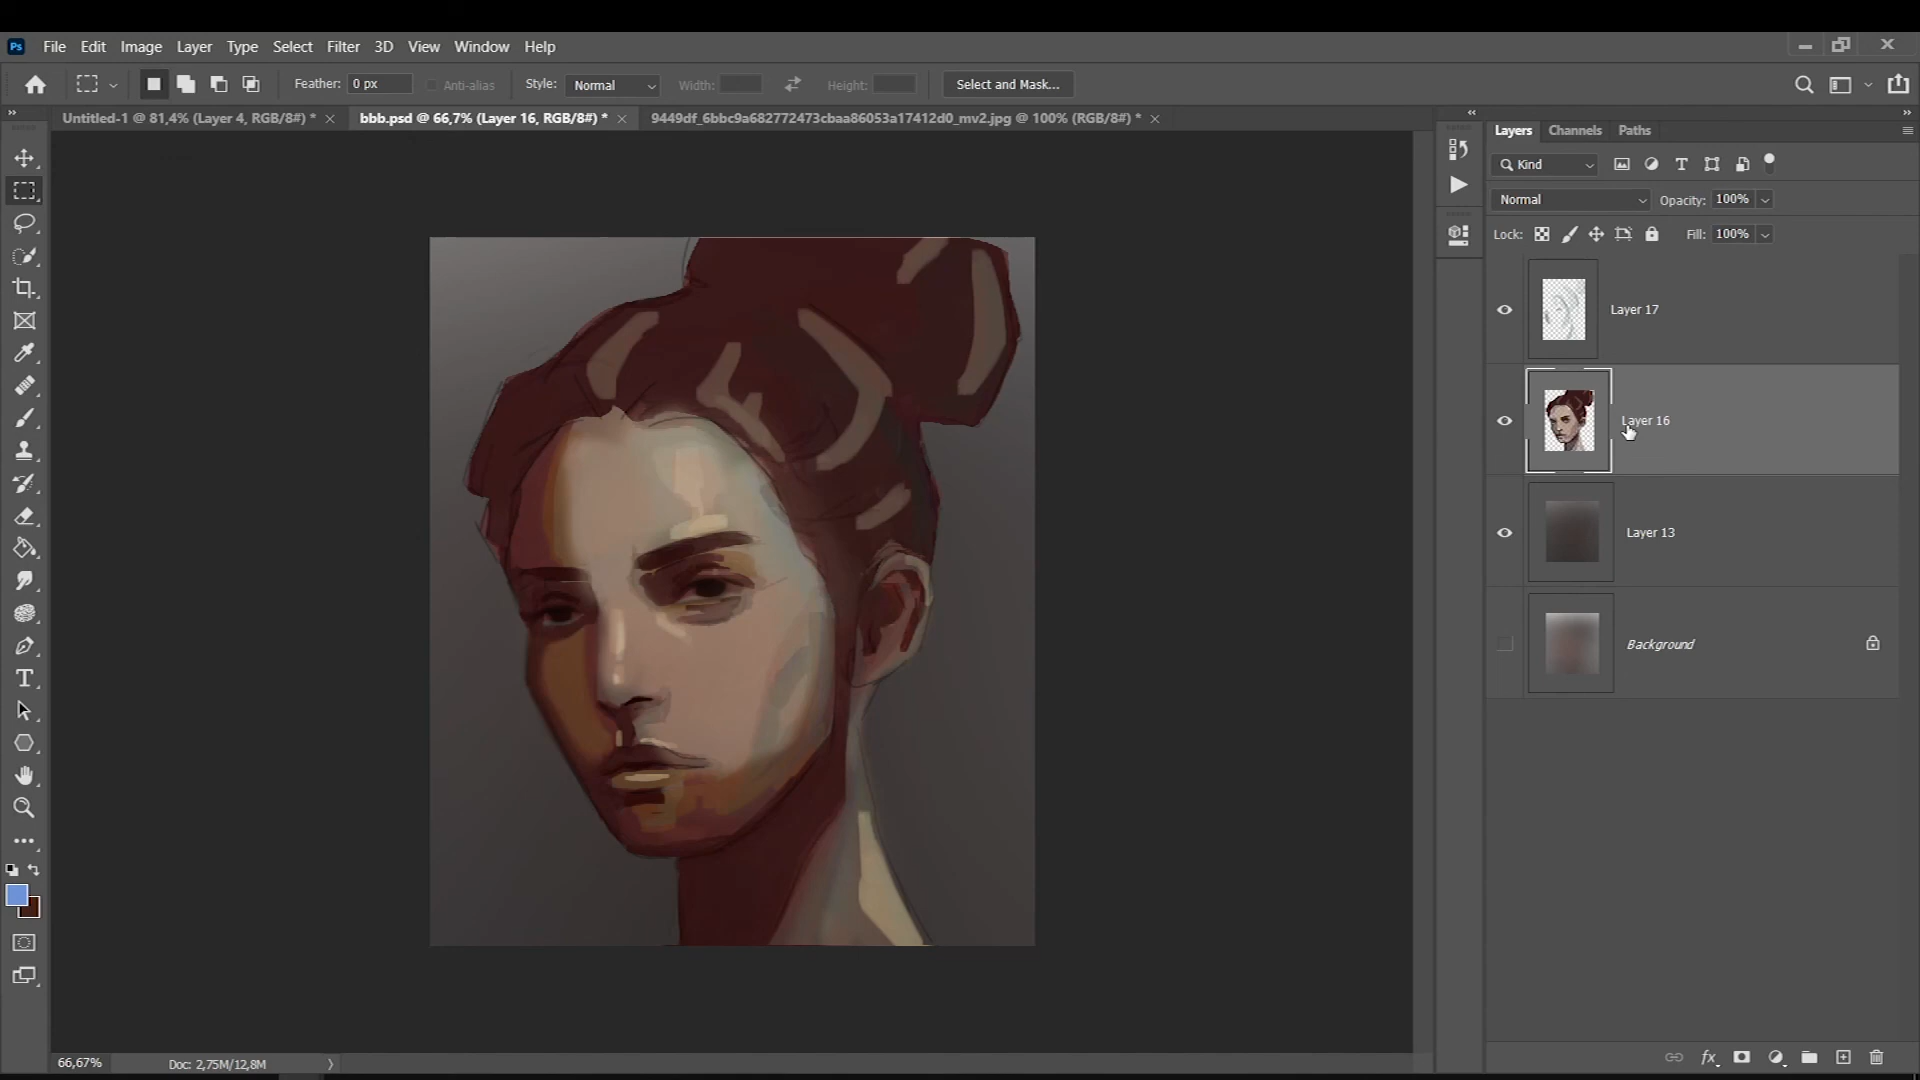 Ps File Edit Image Layer Type Select Filter 3D View Window Help
Feather: 0 px Anti-alias Style: Normal Width: Height: Select and Mask...
Untitled-1 @ 81,4% (Layer 4, RGB/8#) * bbb.psd @ 66,7% (Layer 16, RGB/8#) * 9449df_6bbc9a682772473cbaa86053a17412d0_mv2.jpg @ 100% (RGB/8#) *
Layers Channels Paths
Kind
Normal Opacity: 100%
Lock: Fill: 100%
Layer 17
Layer 16
Layer 13
Background
66,67% Doc: 2,75M/12,8M